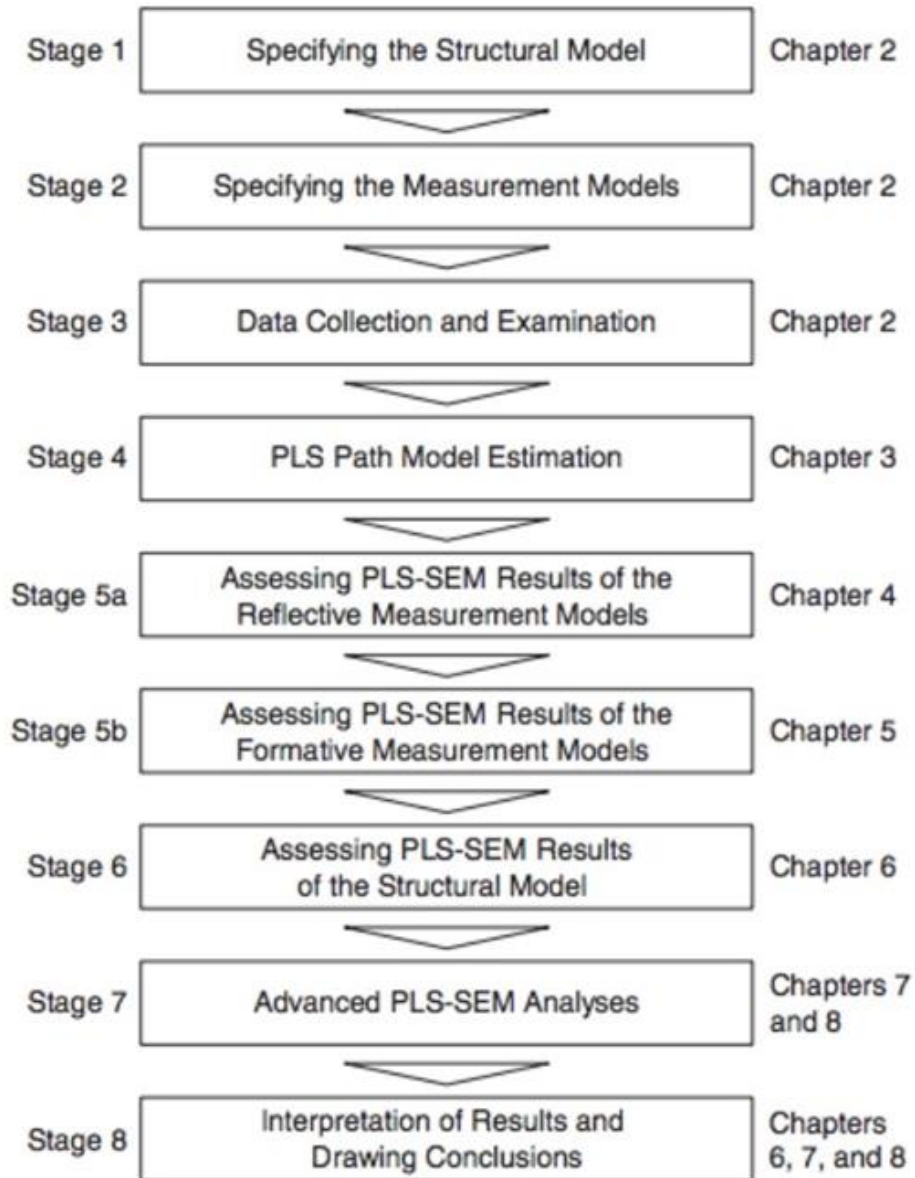 Stage 1 Specifying the Structural Model Chapter 2
Stage 2 Specifying the Measurement Models Chapter 2
Stage 3 Data Collection and Examination Chapter 2
Stage 4 PLS Path Model Estimation Chapter 3
Stage 5a Assessing PLS-SEM Results of the
Reflective Measurement Models Chapter 4
Stage 5b Assessing PLS-SEM Results of the
Formative Measurement Models Chapter 5
Stage 6 Assessing PLS-SEM Results
of the Structural Model Chapter 6
Stage 7 Advanced PLS-SEM Analyses Chapters 7
and 8
Stage 8 Interpretation of Results and
Drawing Conclusions Chapters
6, 7, and 8